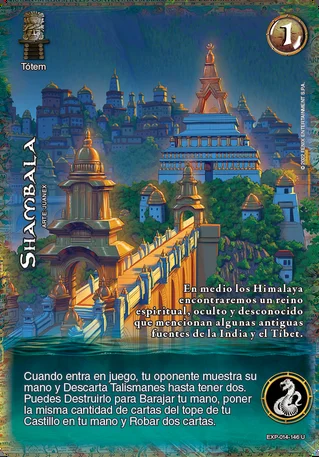 1
Tótem
© 2022 FENIX ENTERTAINMENT S.P.A.
SHAMBALA
ARTE: JUANEX
En medio los Himalaya
encontraremos un reino
espiritual, oculto y desconocido
que mencionan algunas antiguas
fuentes de la India y el Tíbet.
Cuando entra en juego, tu oponente muestra su
mano y Descarta Talismanes hasta tener dos.
Puedes Destruirlo para Barajar tu mano, poner
la misma cantidad de cartas del tope de tu
Castillo en tu mano y Robar dos cartas.
EXP-014-146 U